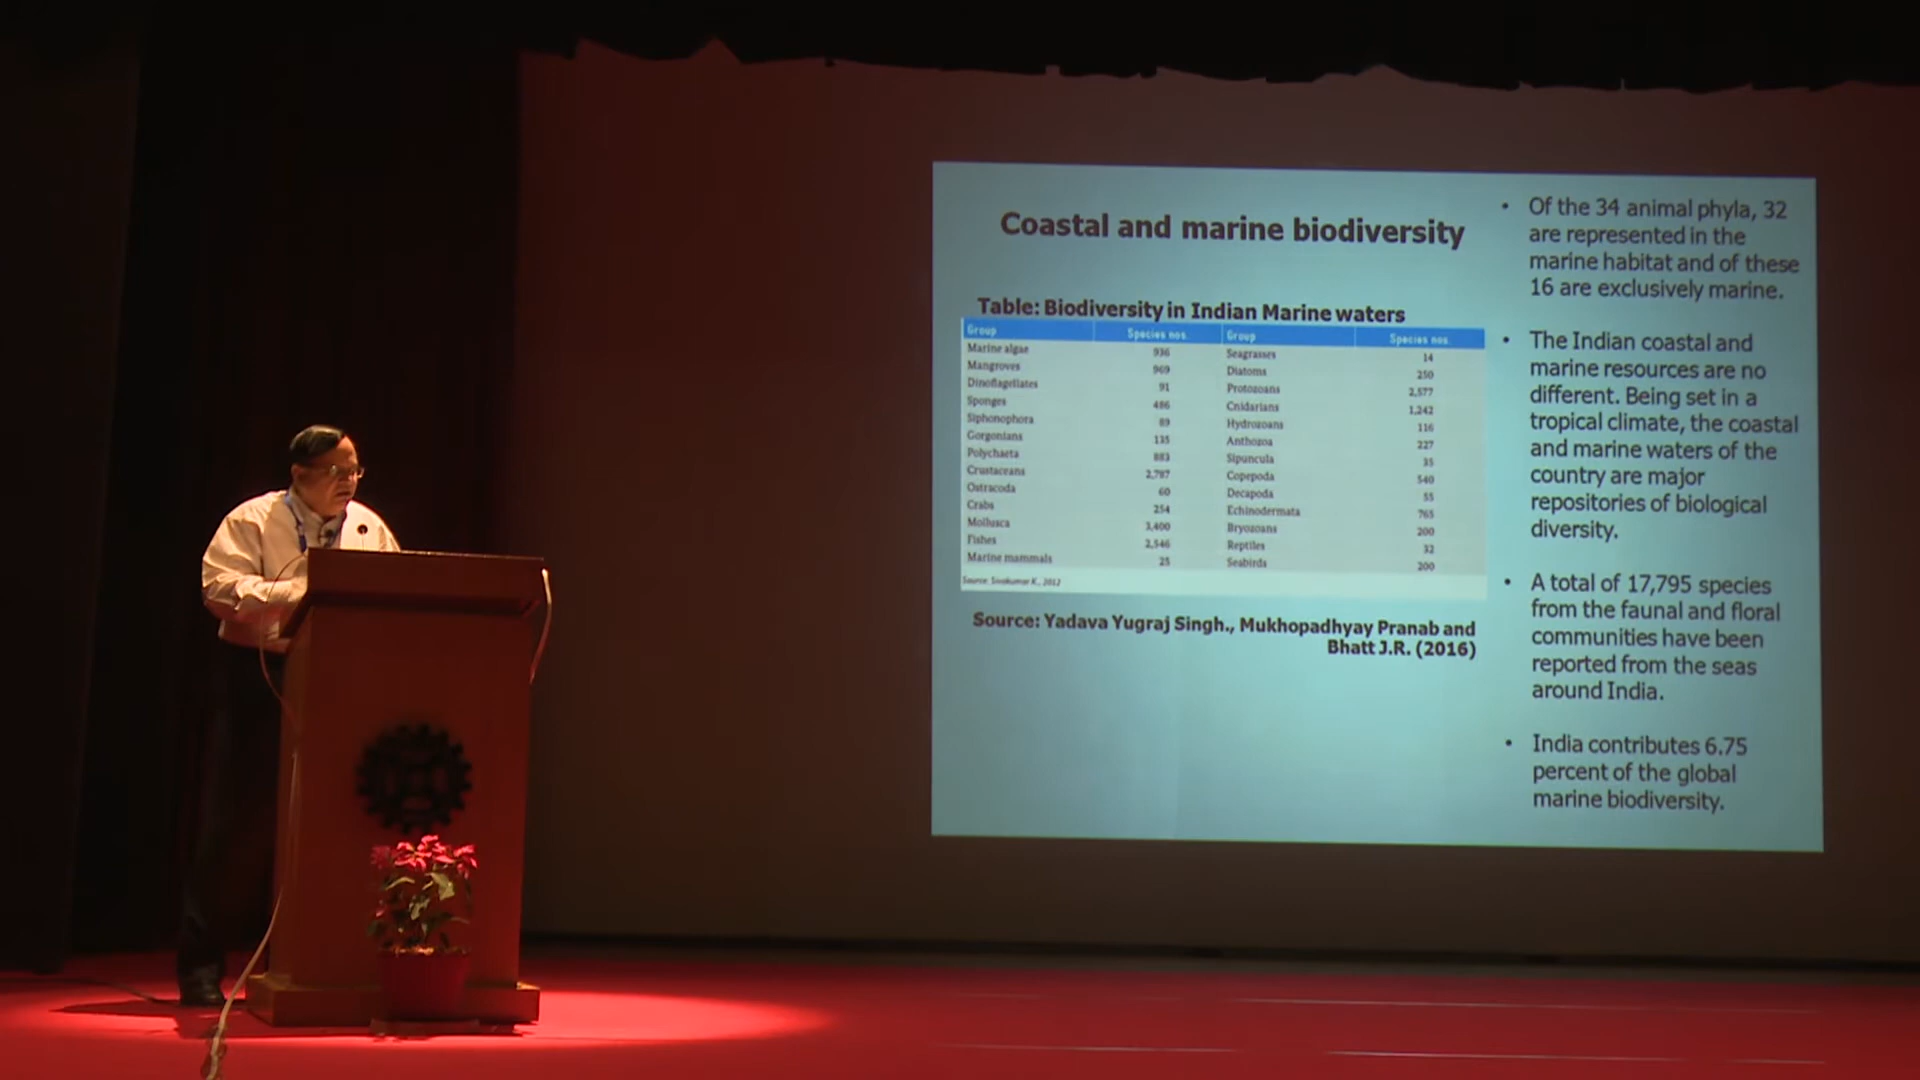 Coastal and marine biodiversity
Table: Biodiversity in Indian Marine waters
Group Species nos. Group Species nos.
Marine algae 936 Seagrasses 14
Mangroves 969 Diatoms 250
Dinoflagellates 91 Protozoans 2,577
Sponges 486 Cnidarians 1,242
Siphonophora 89 Hydrozoans 116
Gorgonians 135 Anthozoa 227
Polychaeta 883 Sipuncula 35
Crustaceans 2,787 Copepoda 540
Ostracoda 60 Decapoda 55
Crabs 254 Echinodermata 765
Mollusca 3,400 Bryozoans 200
Fishes 2,546 Reptiles 32
Marine mammals 25 Seabirds 200
Source: Sivakumar K., 2012
Source: Yadava Yugraj Singh., Mukhopadhyay Pranab and
Bhatt J.R. (2016)
• Of the 34 animal phyla, 32
are represented in the
marine habitat and of these
16 are exclusively marine.
• The Indian coastal and
marine resources are no
different. Being set in a
tropical climate, the coastal
and marine waters of the
country are major
repositories of biological
diversity.
• A total of 17,795 species
from the faunal and floral
communities have been
reported from the seas
around India.
• India contributes 6.75
percent of the global
marine biodiversity.